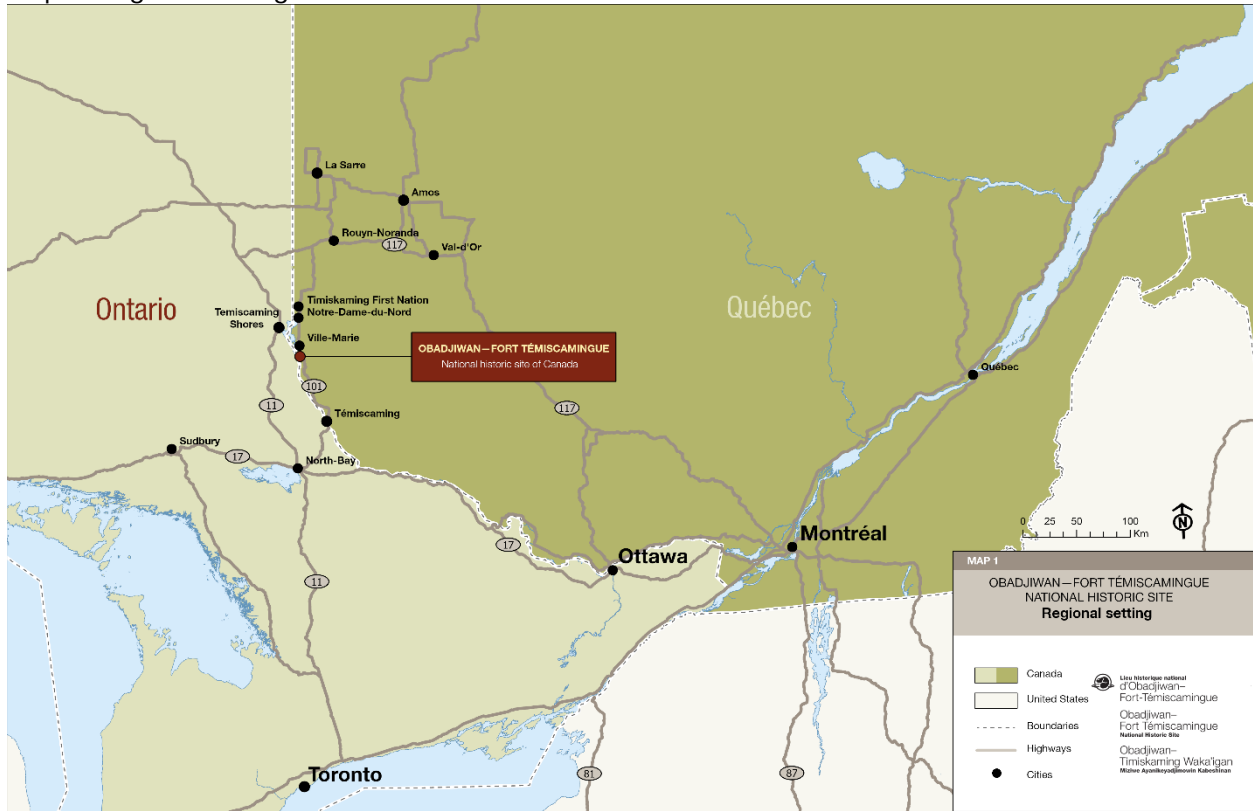 La Sarre
Amos
Rouyn-Noranda
117
Val-d'Or
Ontario
Québec
Timiskaming First Nation
Notre-Dame-du-Nord
Temiscaming
Shores
Ville-Marie
OBADJIWAN—FORT TÉMISCAMINGUE
National historic site of Canada
101
11
117
Témiscaming
Québec
Sudbury
17
North-Bay
17
Ottawa
Montréal
11
0 25 50 100
Km
N
MAP 1
OBADJIWAN—FORT TÉMISCAMINGUE
NATIONAL HISTORIC SITE
Regional setting
Canada
United States
Boundaries
Highways
Cities
Lieu historique national
d'Obadjiwan–
Fort-Témiscamingue
Obadjiwan–
Fort Témiscamingue
National Historic Site
Obadjiwan–
Timiskaming Waka'igan
Miziwe Ayanikeyadjimowin Kabeshinan
81
87
Toronto